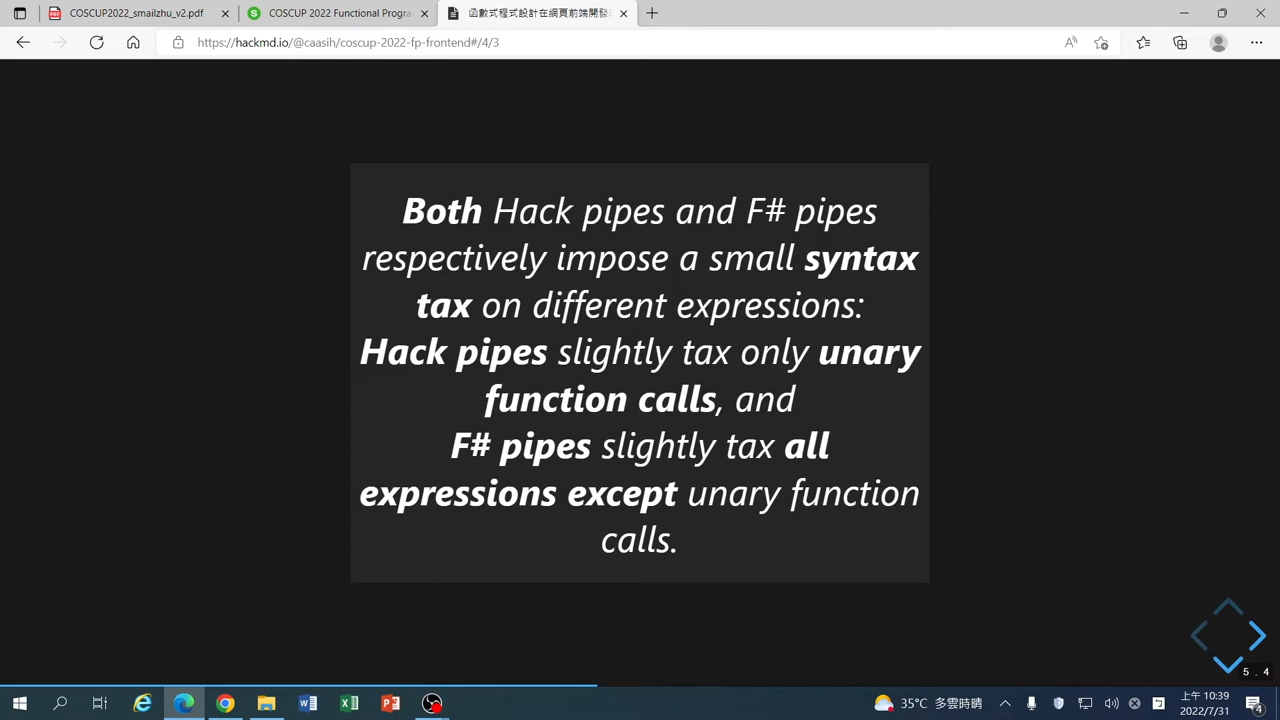 COSCUP2022_smailzhu_v2.pdf
COSCUP 2022 Functional Progra
函數式程式設計在網頁前端開發
https://hackmd.io/@caasih/coscup-2022-fp-frontend#/4/3
Both Hack pipes and F# pipes
respectively impose a small syntax
tax on different expressions:
Hack pipes slightly tax only unary
function calls, and
F# pipes slightly tax all
expressions except unary function
calls.
5 . 4
35°C 多雲時晴
上午 10:39
2022/7/31
4